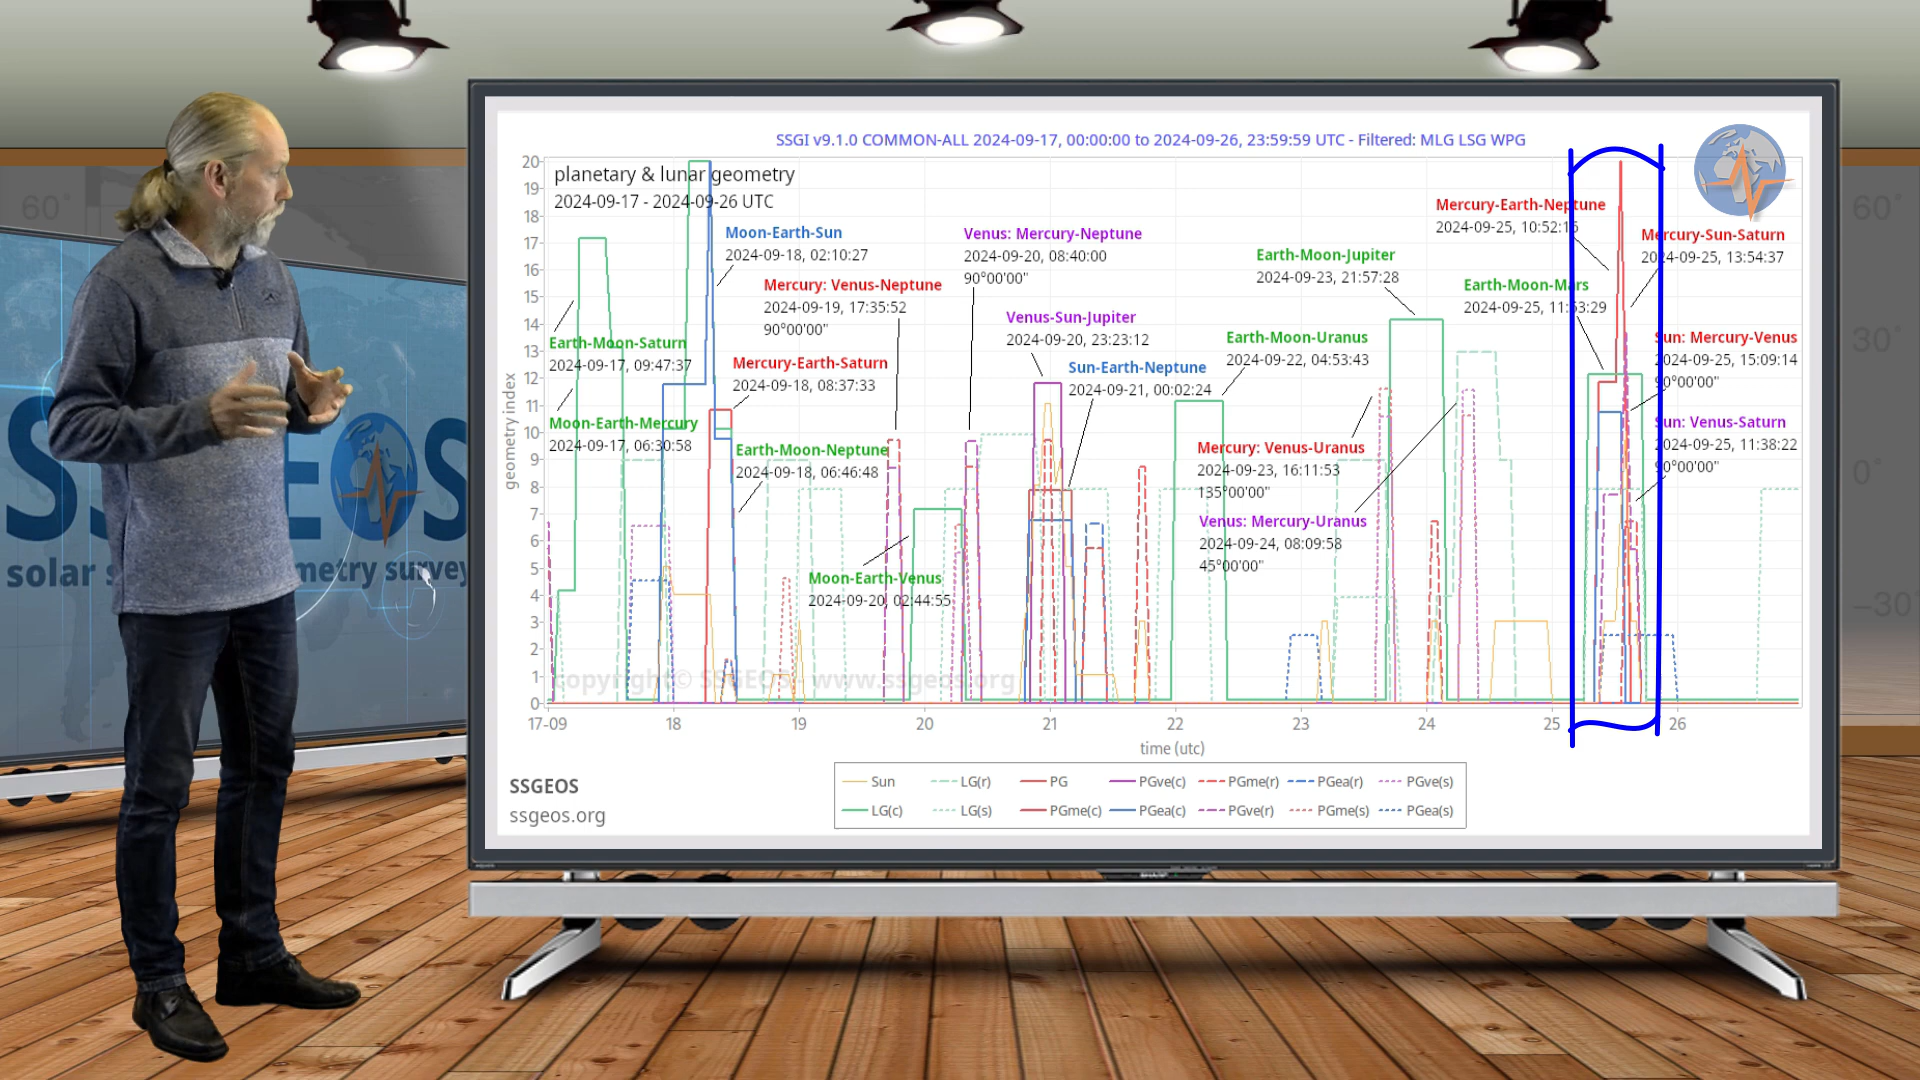 SSGI v9.1.0 COMMON-ALL 2024-09-17, 00:00:00 to 2024-09-26, 23:59:59 UTC - Filtered: MLG LSG WPG
planetary & lunar geometry
2024-09-17 - 2024-09-26 UTC
Moon-Earth-Sun
2024-09-18, 02:10:27
Mercury: Venus-Neptune
2024-09-19, 17:35:52
90°00'00"
Venus: Mercury-Neptune
2024-09-20, 08:40:00
90°00'00"
Earth-Moon-Jupiter
2024-09-23, 21:57:28
Mercury-Earth-Neptune
2024-09-25, 10:52:15
Mercury-Sun-Saturn
2024-09-25, 13:54:37
Earth-Moon-Mars
2024-09-25, 11:53:29
Venus-Sun-Jupiter
2024-09-20, 23:23:12
Earth-Moon-Uranus
2024-09-22, 04:53:43
Sun: Mercury-Venus
2024-09-25, 15:09:14
90°00'00"
Earth-Moon-Saturn
2024-09-17, 09:47:37
Mercury-Earth-Saturn
2024-09-18, 08:37:33
Sun-Earth-Neptune
2024-09-21, 00:02:24
Moon-Earth-Mercury
2024-09-17, 06:30:58
Earth-Moon-Neptune
2024-09-18, 06:46:48
Mercury: Venus-Uranus
2024-09-23, 16:11:53
135°00'00"
Sun: Venus-Saturn
2024-09-25, 11:38:22
90°00'00"
Venus: Mercury-Uranus
2024-09-24, 08:09:58
45°00'00"
Moon-Earth-Venus
2024-09-20, 02:44:55
copyright © SSGEOS - www.ssgeos.org
geometry index
20
19
18
17
16
15
14
13
12
11
10
9
8
7
6
5
4
3
2
1
0
17-09 18 19 20 21 22 23 24 25 26
time (utc)
SSGEOS
ssgeos.org
Sun LG(r) PG PGve(c) PGme(r) PGea(r) PGve(s)
LG(c) LG(s) PGme(c) PGea(c) PGve(r) PGme(s) PGea(s)
60°
60°
30°
0°
-30°
solar
metry survey
SHARP